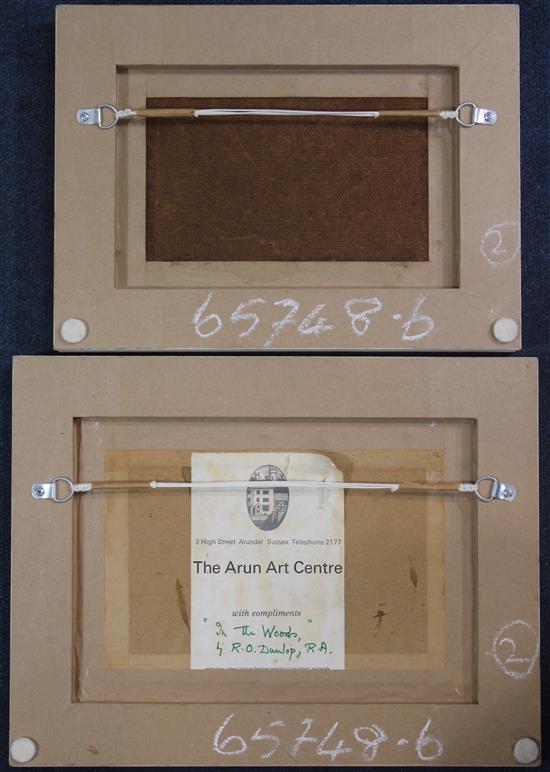 2
65748-6
3 High Street Arundel Sussex Telephone 2177
The Arun Art Centre
with compliments
"In The Woods,"
by R.O. Dunlop, R.A.
2
65748-6